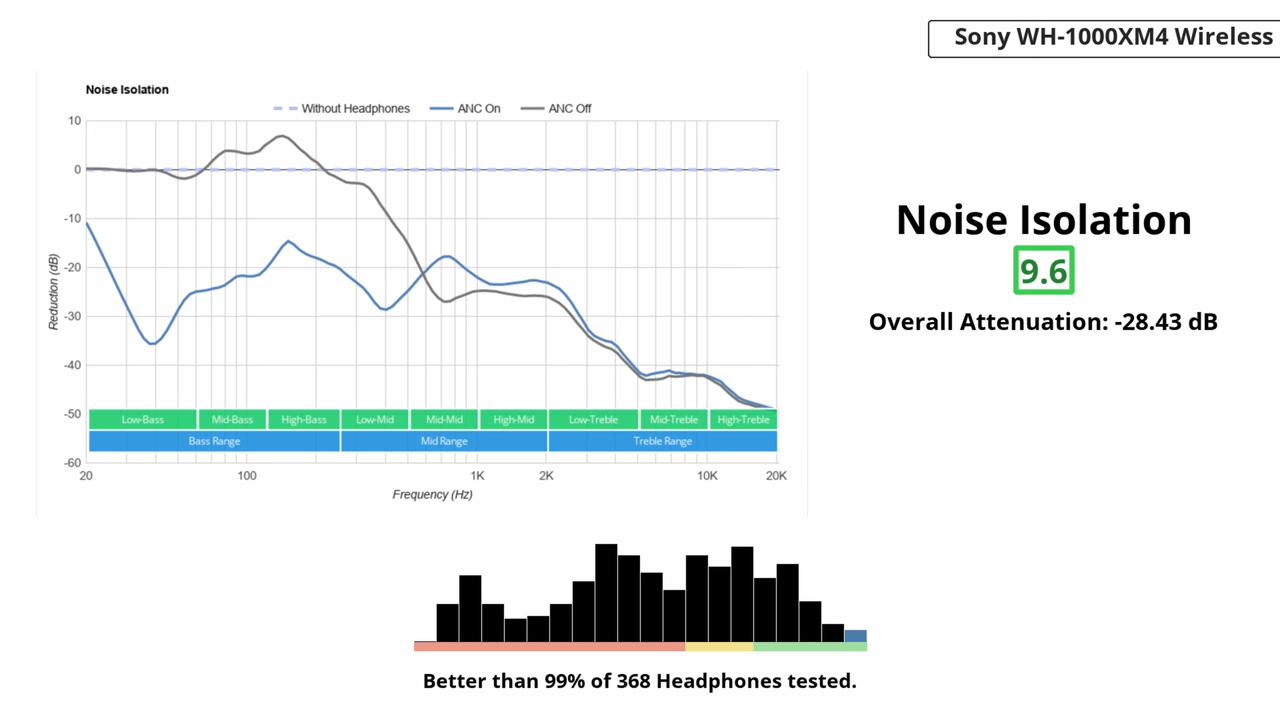 Sony WH-1000XM4 Wireless
Noise Isolation
Without Headphones ANC On ANC Off
10
0
-10
-20
-30
-40
-50
-60
Reduction (dB)
Low-Bass Mid-Bass High-Bass Low-Mid Mid-Mid High-Mid Low-Treble Mid-Treble High-Treble
Bass Range Mid Range Treble Range
20 100 1K 2K 10K 20K
Frequency (Hz)
Noise Isolation
9.6
Overall Attenuation: -28.43 dB
Better than 99% of 368 Headphones tested.